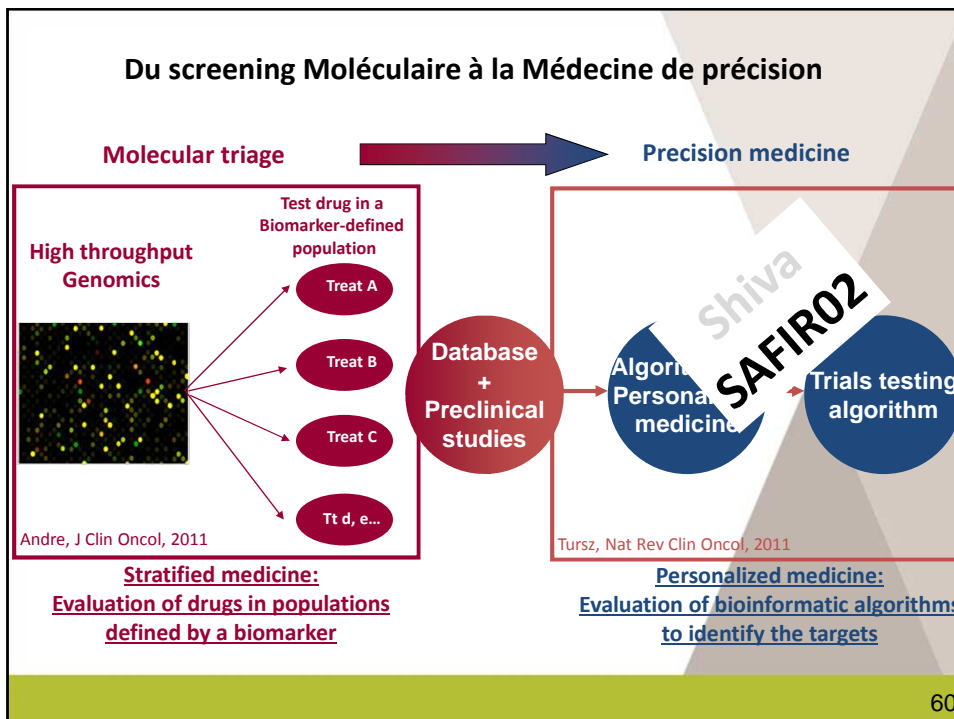 Du screening Moléculaire à la Médecine de précision
Molecular triage
Precision medicine
High throughput
Genomics
Test drug in a
Biomarker-defined
population
Treat A
Treat B
Treat C
Tt d, e…
Andre, J Clin Oncol, 2011
Database
+
Preclinical
studies
Shiva
SAFIR02
medicine
Trials testing
algorithm
Tursz, Nat Rev Clin Oncol, 2011
Stratified medicine:
Evaluation of drugs in populations
defined by a biomarker
Personalized medicine:
Evaluation of bioinformatic algorithms
to identify the targets
60